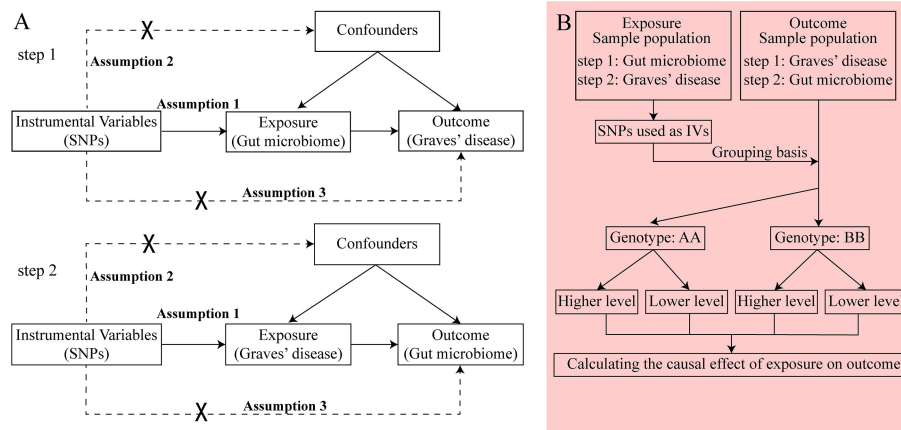 A
step 1
X
Confounders
Assumption 2
Assumption 1
Instrumental Variables
(SNPs)
Exposure
(Gut microbiome)
Outcome
(Graves' disease)
Assumption 3
X
step 2
X
Confounders
Assumption 2
Assumption 1
Instrumental Variables
(SNPs)
Exposure
(Graves' disease)
Outcome
(Gut microbiome)
Assumption 3
X
B
Exposure
Sample population
step 1: Gut microbiome
step 2: Graves' disease
Outcome
Sample population
step 1: Graves' disease
step 2: Gut microbiome
SNPs used as IVs
Grouping basis
Genotype: AA
Genotype: BB
Higher level
Lower level
Higher level
Lower level
Calculating the causal effect of exposure on outcome